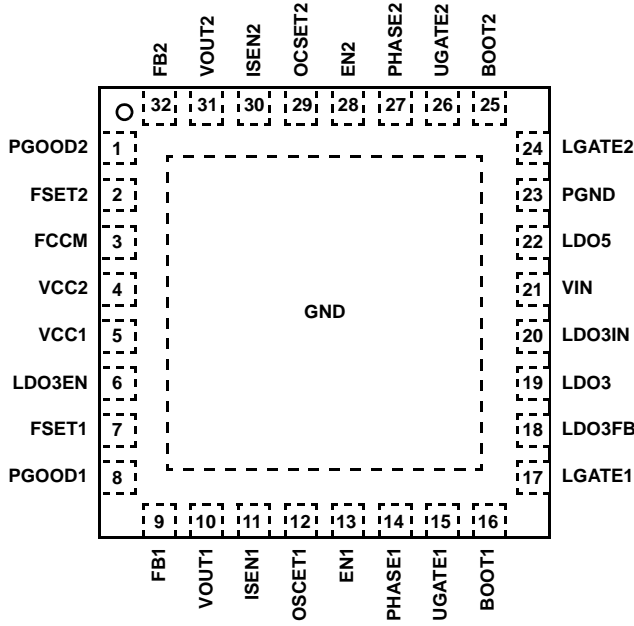 FB2
VOUT2
ISEN2
OCSET2
EN2
PHASE2
UGATE2
BOOT2
32 31 30 29 28 27 26 25
PGOOD2 1 24 LGATE2
FSET2 2 23 PGND
FCCM 3 22 LDO5
VCC2 4 21 VIN
GND
VCC1 5 20 LDO3IN
LDO3EN 6 19 LDO3
FSET1 7 18 LDO3FB
PGOOD1 8 17 LGATE1
9 10 11 12 13 14 15 16
FB1
VOUT1
ISEN1
OSCET1
EN1
PHASE1
UGATE1
BOOT1